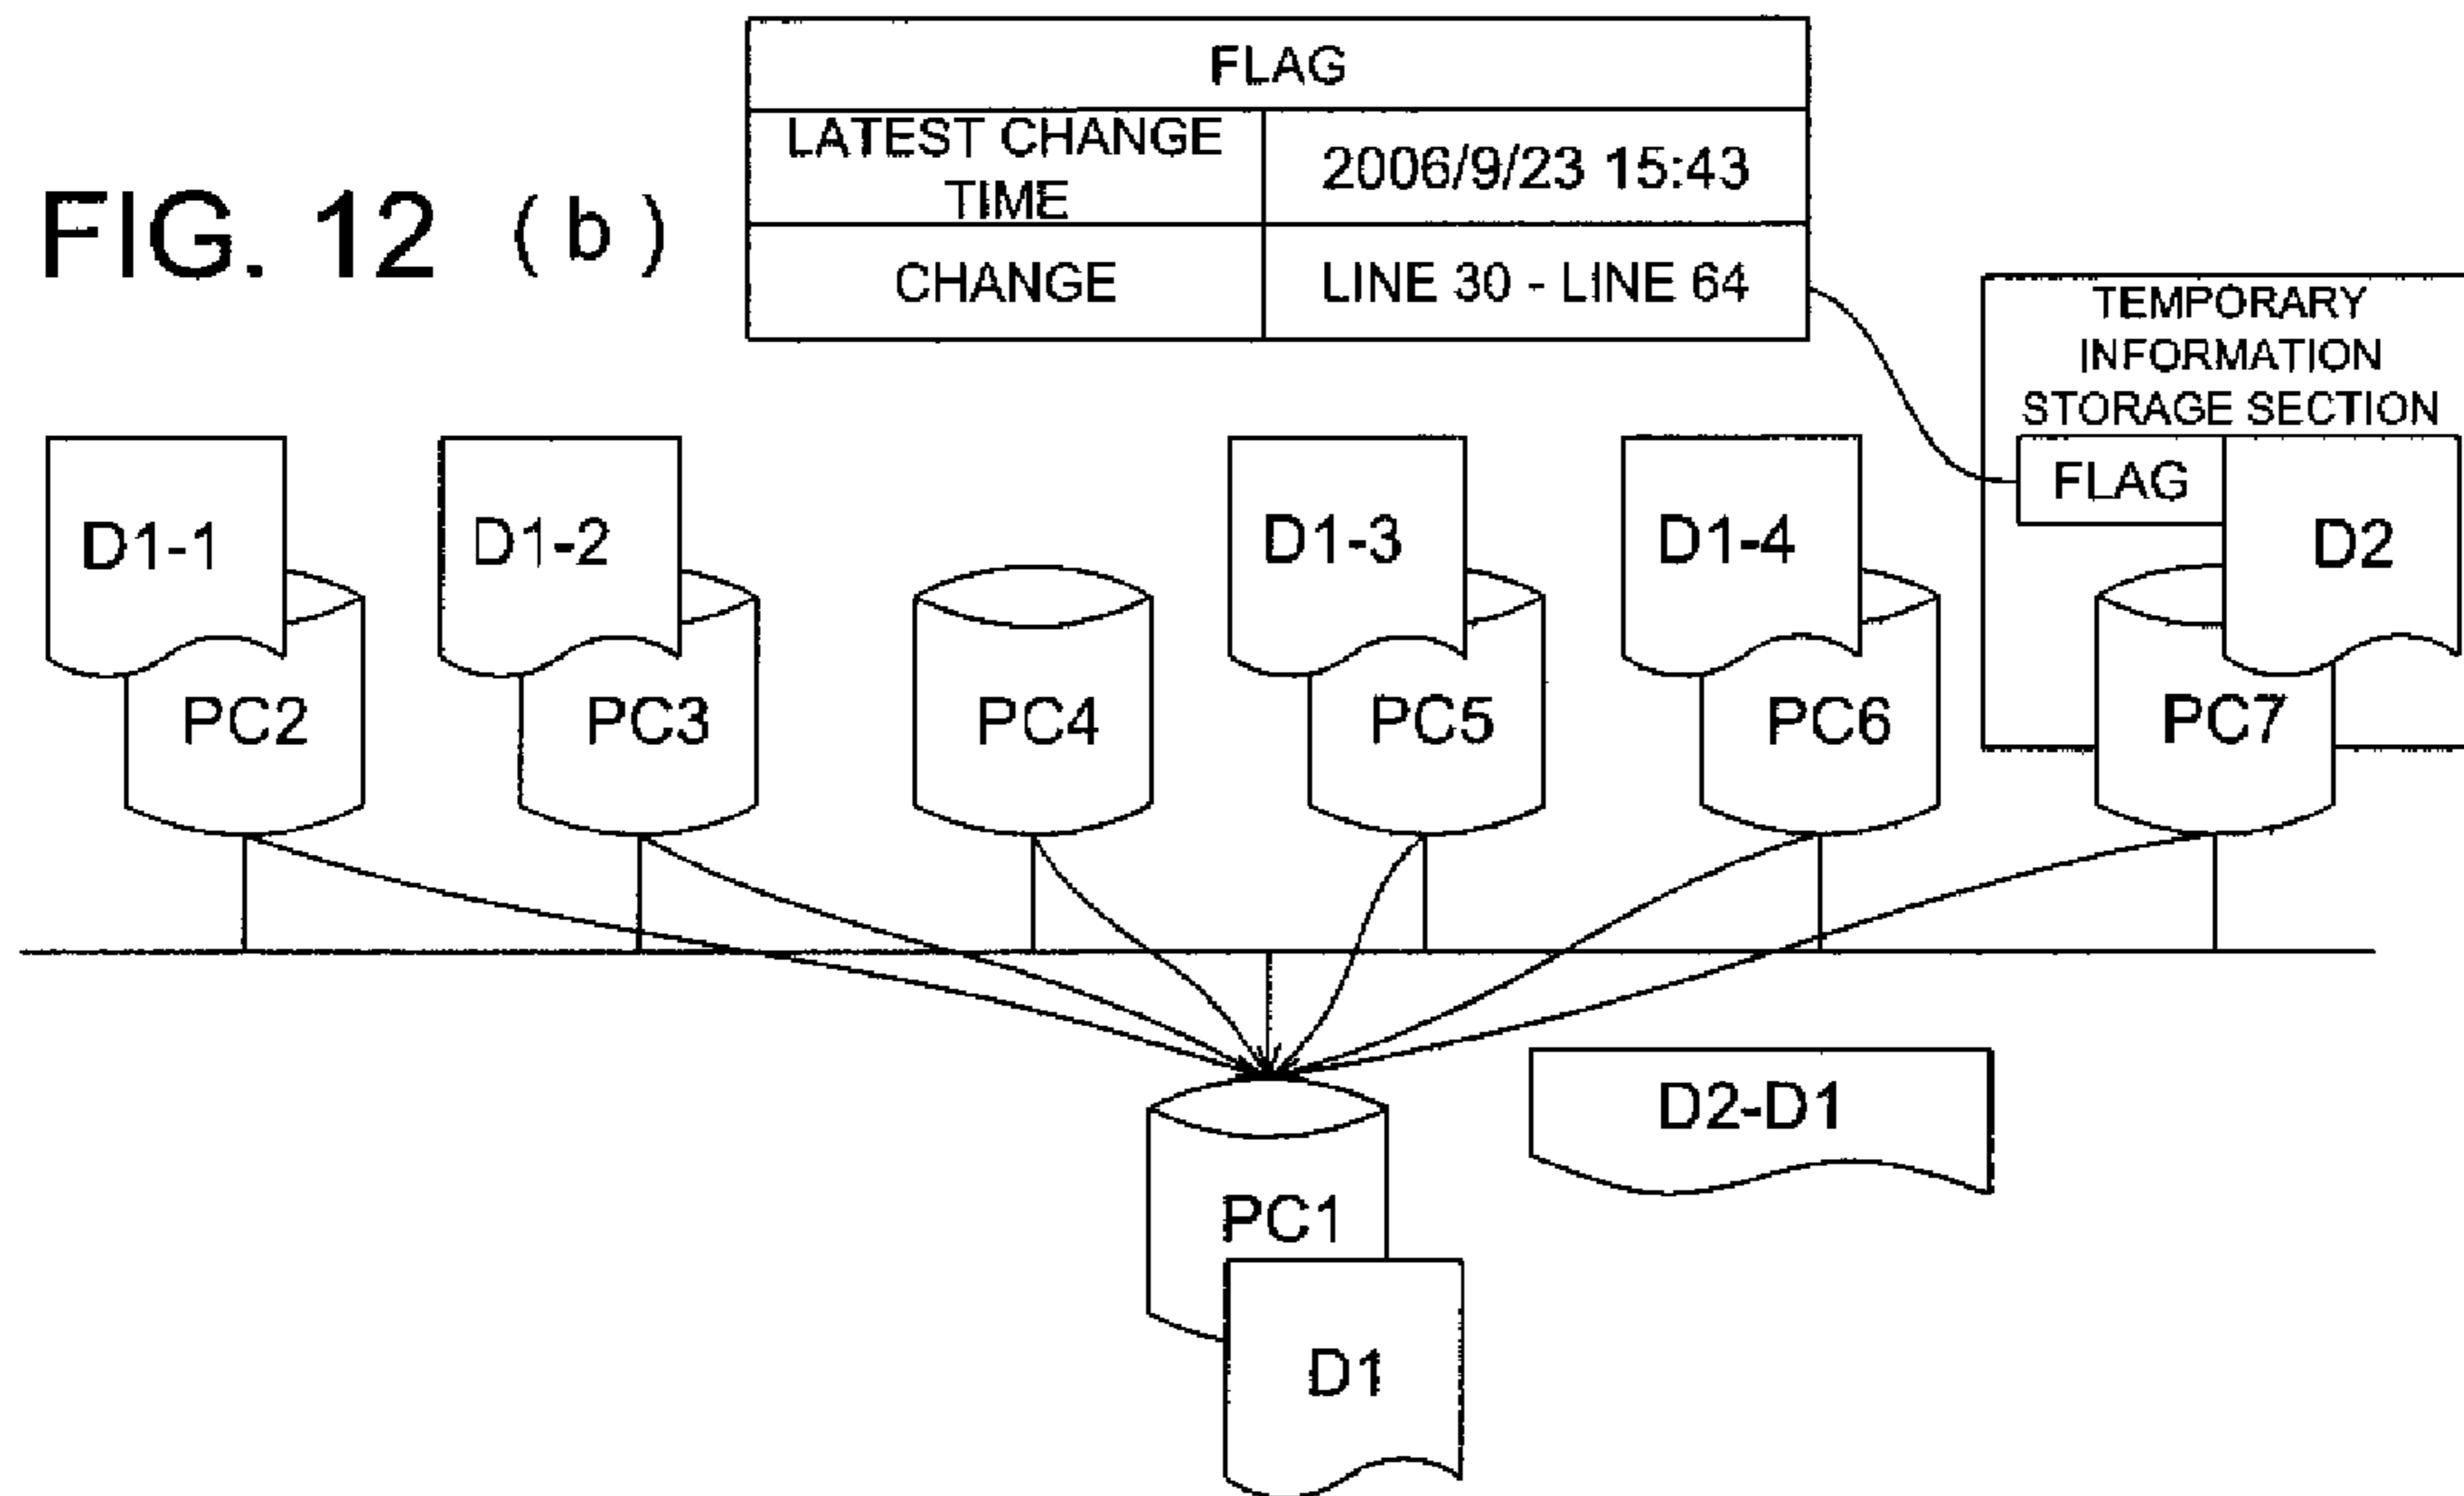 FLAG
LATEST CHANGE
TIME
2006/9/23 15:43
CHANGE
LINE 30 - LINE 64
FIG. 12 (b)
TEMPORARY
INFORMATION
STORAGE SECTION
FLAG
D1-1
D1-2
D1-3
D1-4
D2
PC2
PC3
PC4
PC5
PC6
PC7
D2-D1
PC1
D1